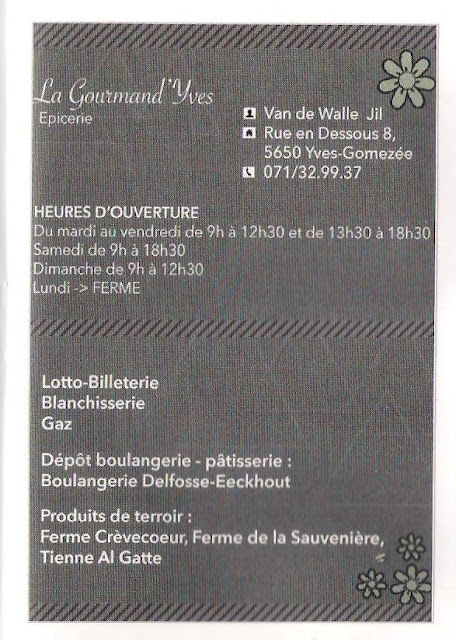 La Gourmand'Yves
Epicerie
Van de Walle Jil
Rue en Dessous 8,
5650 Yves-Gomezée
071/32.99.37
HEURES D'OUVERTURE
Du mardi au vendredi de 9h à 12h30 et de 13h30 à 18h30
Samedi de 9h à 18h30
Dimanche de 9h à 12h30
Lundi -> FERME
Lotto-Billeterie
Blanchisserie
Gaz
Dépôt boulangerie - pâtisserie :
Boulangerie Delfosse-Eeckhout
Produits de terroir :
Ferme Crèvecoeur, Ferme de la Sauvenière,
Tienne Al Gatte